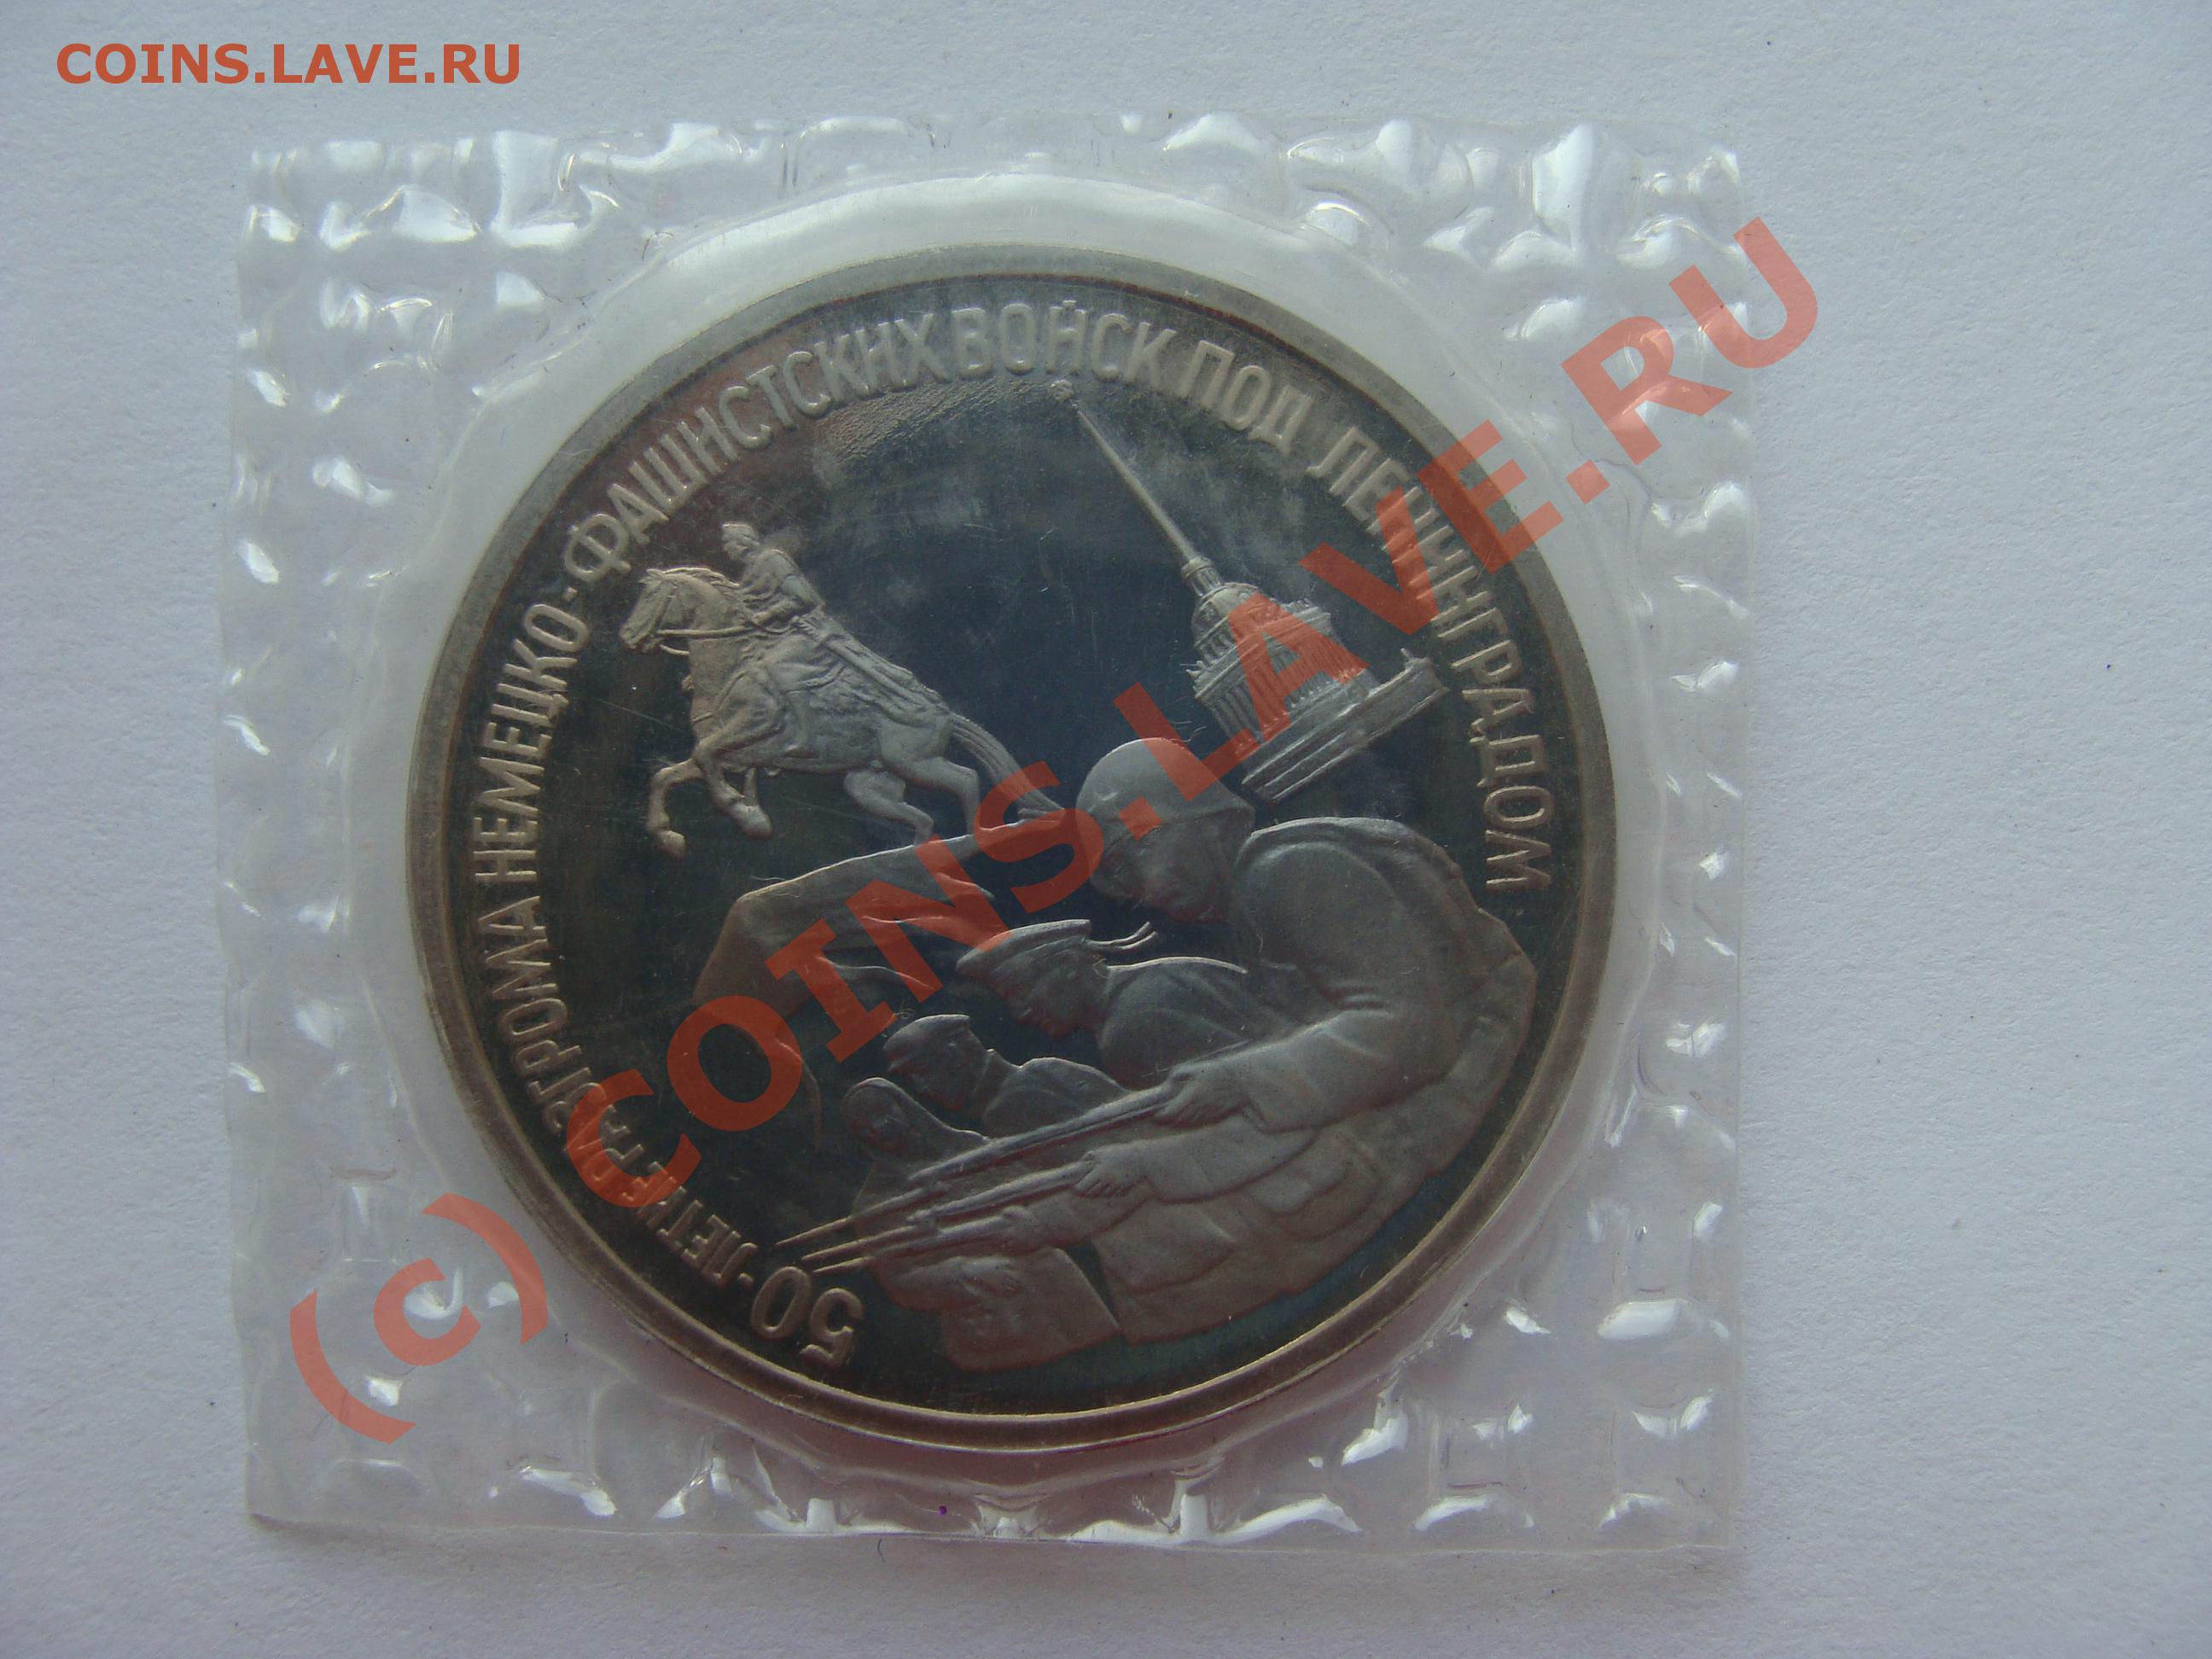 COINS.LAVE.RU
50-ЛЕТИЕ РАЗГРОМА НЕМЕЦКО-ФАШИСТСКИХ ВОЙСК ПОД ЛЕНИНГРАДОМ
(c) COINS.LAVE.RU